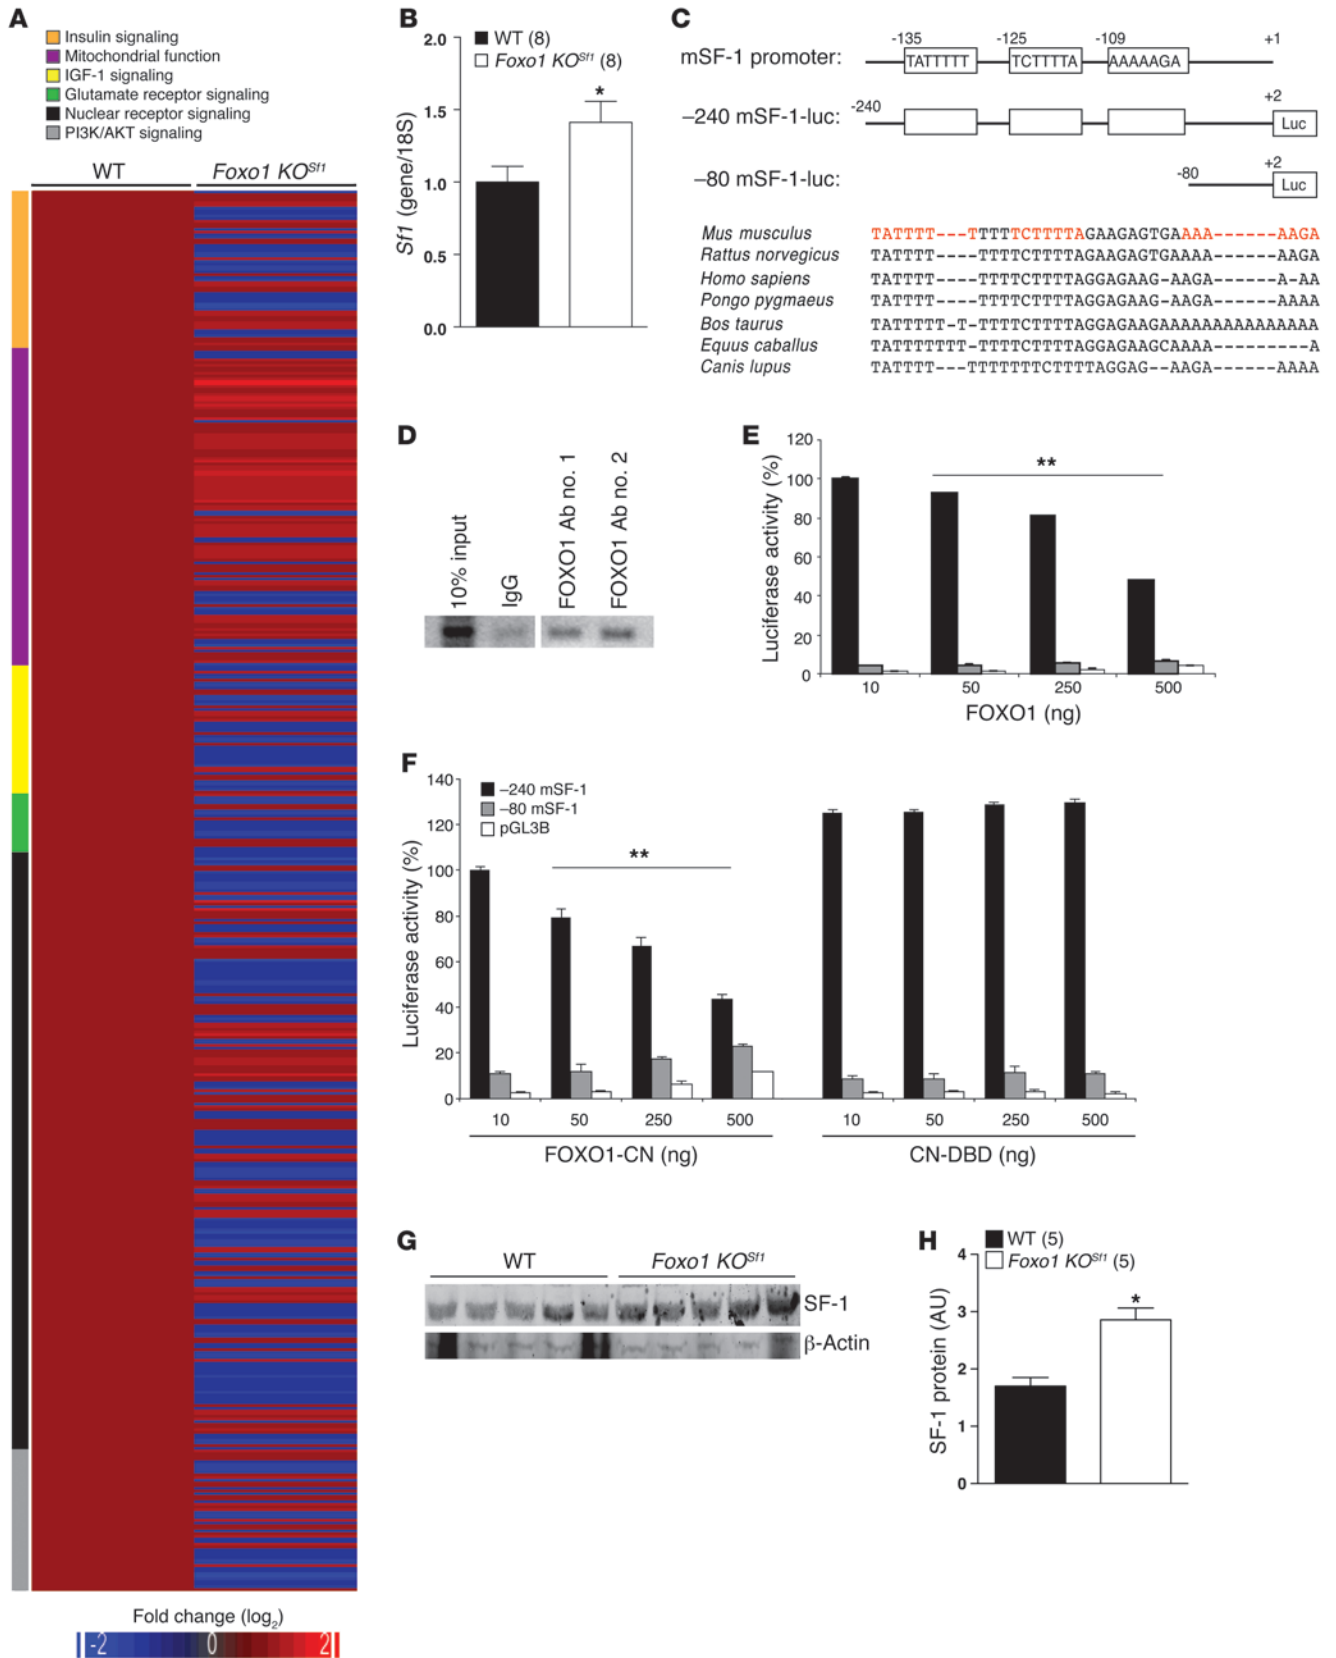 A
Insulin signaling
Mitochondrial function
IGF-1 signaling
Glutamate receptor signaling
Nuclear receptor signaling
PI3K/AKT signaling
WT
Foxo1 KO^Sf1
Fold change (log2)
-2 0 2
B
WT (8)
Foxo1 KO^Sf1 (8)
Sf1 (gene/18S)
2.0
1.5
1.0
0.5
0.0
*
C
-135 -125 -109 +1
mSF-1 promoter: TATTTTT TCTTTTA AAAAAGA
-240 +2
–240 mSF-1-luc: Luc
-80 +2
–80 mSF-1-luc: Luc
Mus musculus TATTTT---TTTTTCTTTTAGAAGAGTGAAAA------AAGA
Rattus norvegicus TATTTT----TTTTCTTTTAGAAGAGTGAAAA------AAGA
Homo sapiens TATTTT----TTTTCTTTTAGGAGAAG-AAGA------A-AA
Pongo pygmaeus TATTTT----TTTTCTTTTAGGAGAAG-AAGA------AAAA
Bos taurus TATTTTT-T-TTTTCTTTTAGGAGAAGAAAAAAAAAAAAAAA
Equus caballus TATTTTTTTT-TTTTCTTTTAGGAGAAGCAAAA---------A
Canis lupus TATTTT---TTTTTTTCTTTTAGGAG--AAGA------AAAA
D
10% input
IgG
FOXO1 Ab no. 1
FOXO1 Ab no. 2
E
Luciferase activity (%)
120
100
80
60
40
20
0
**
10 50 250 500
FOXO1 (ng)
F
–240 mSF-1
–80 mSF-1
pGL3B
Luciferase activity (%)
140
120
100
80
60
40
20
0
**
10 50 250 500 10 50 250 500
FOXO1-CN (ng) CN-DBD (ng)
G
WT Foxo1 KO^Sf1
SF-1
β-Actin
H
WT (5)
Foxo1 KO^Sf1 (5)
SF-1 protein (AU)
4
3
2
1
0
*